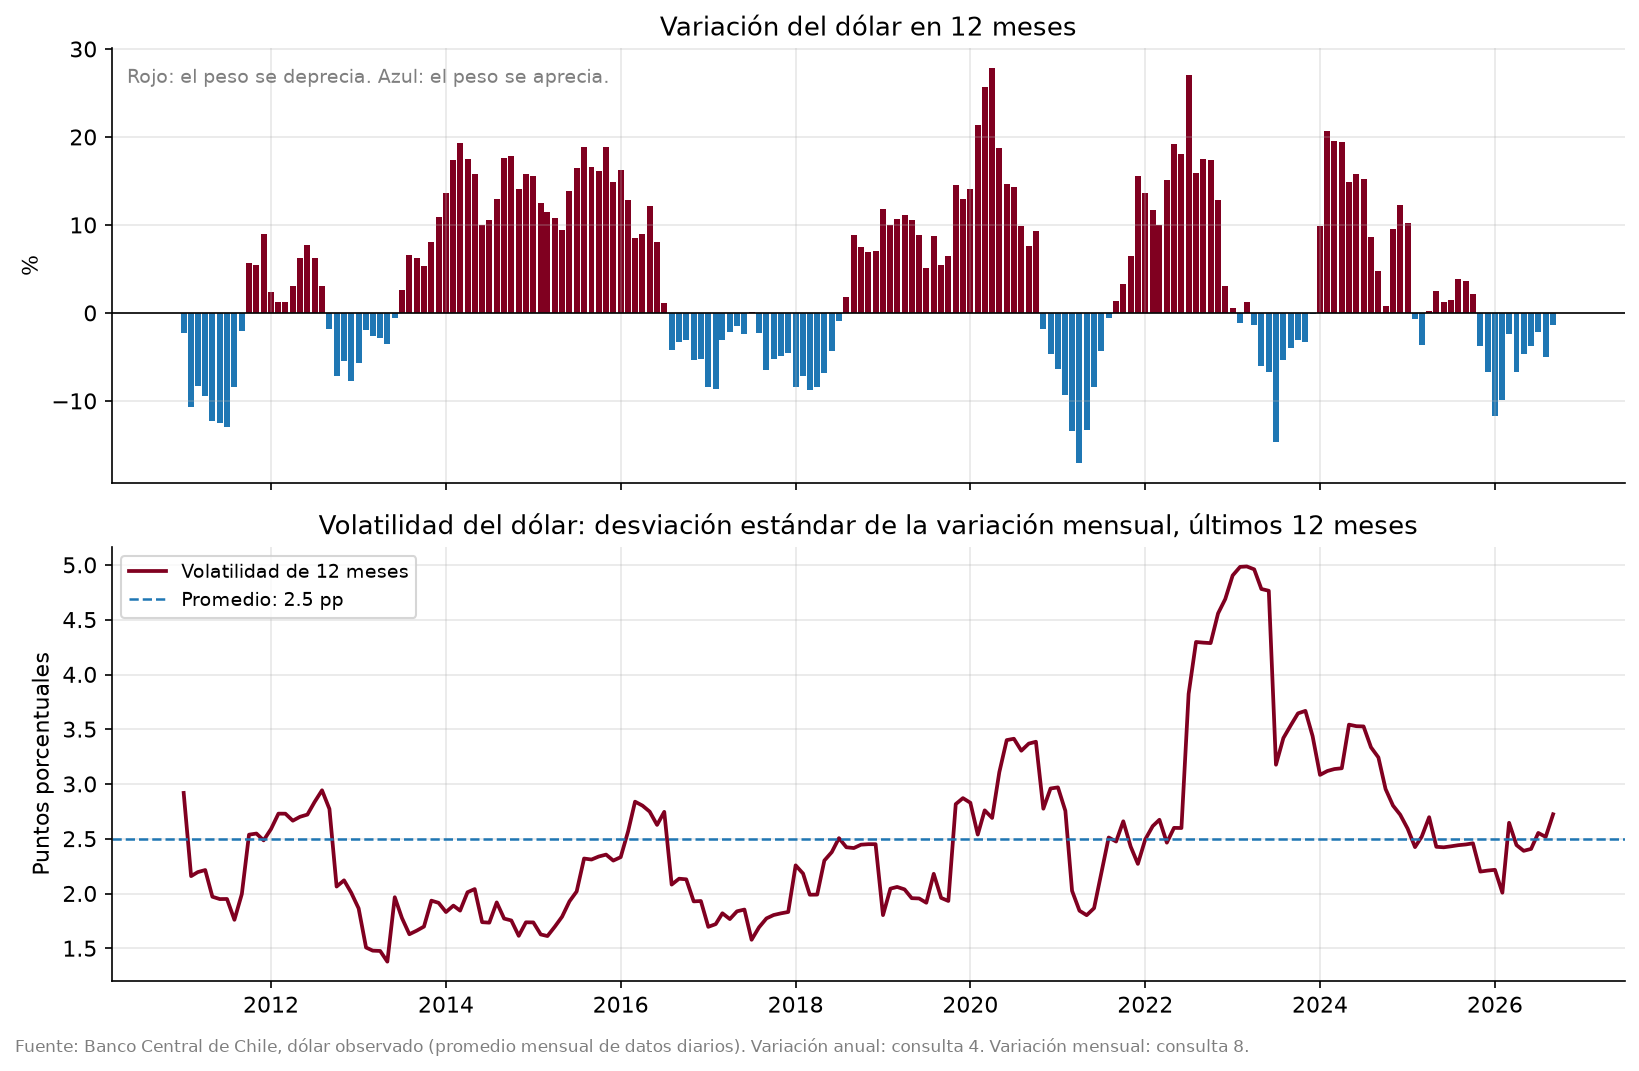 Variación del dólar en 12 meses
30
Rojo: el peso se deprecia. Azul: el peso se aprecia.
20
10
%
0
−10
Volatilidad del dólar: desviación estándar de la variación mensual, últimos 12 meses
5.0
Volatilidad de 12 meses
Promedio: 2.5 pp
4.5
4.0
3.5
Puntos porcentuales
3.0
2.5
2.0
1.5
2012 2014 2016 2018 2020 2022 2024 2026
Fuente: Banco Central de Chile, dólar observado (promedio mensual de datos diarios). Variación anual: consulta 4. Variación mensual: consulta 8.